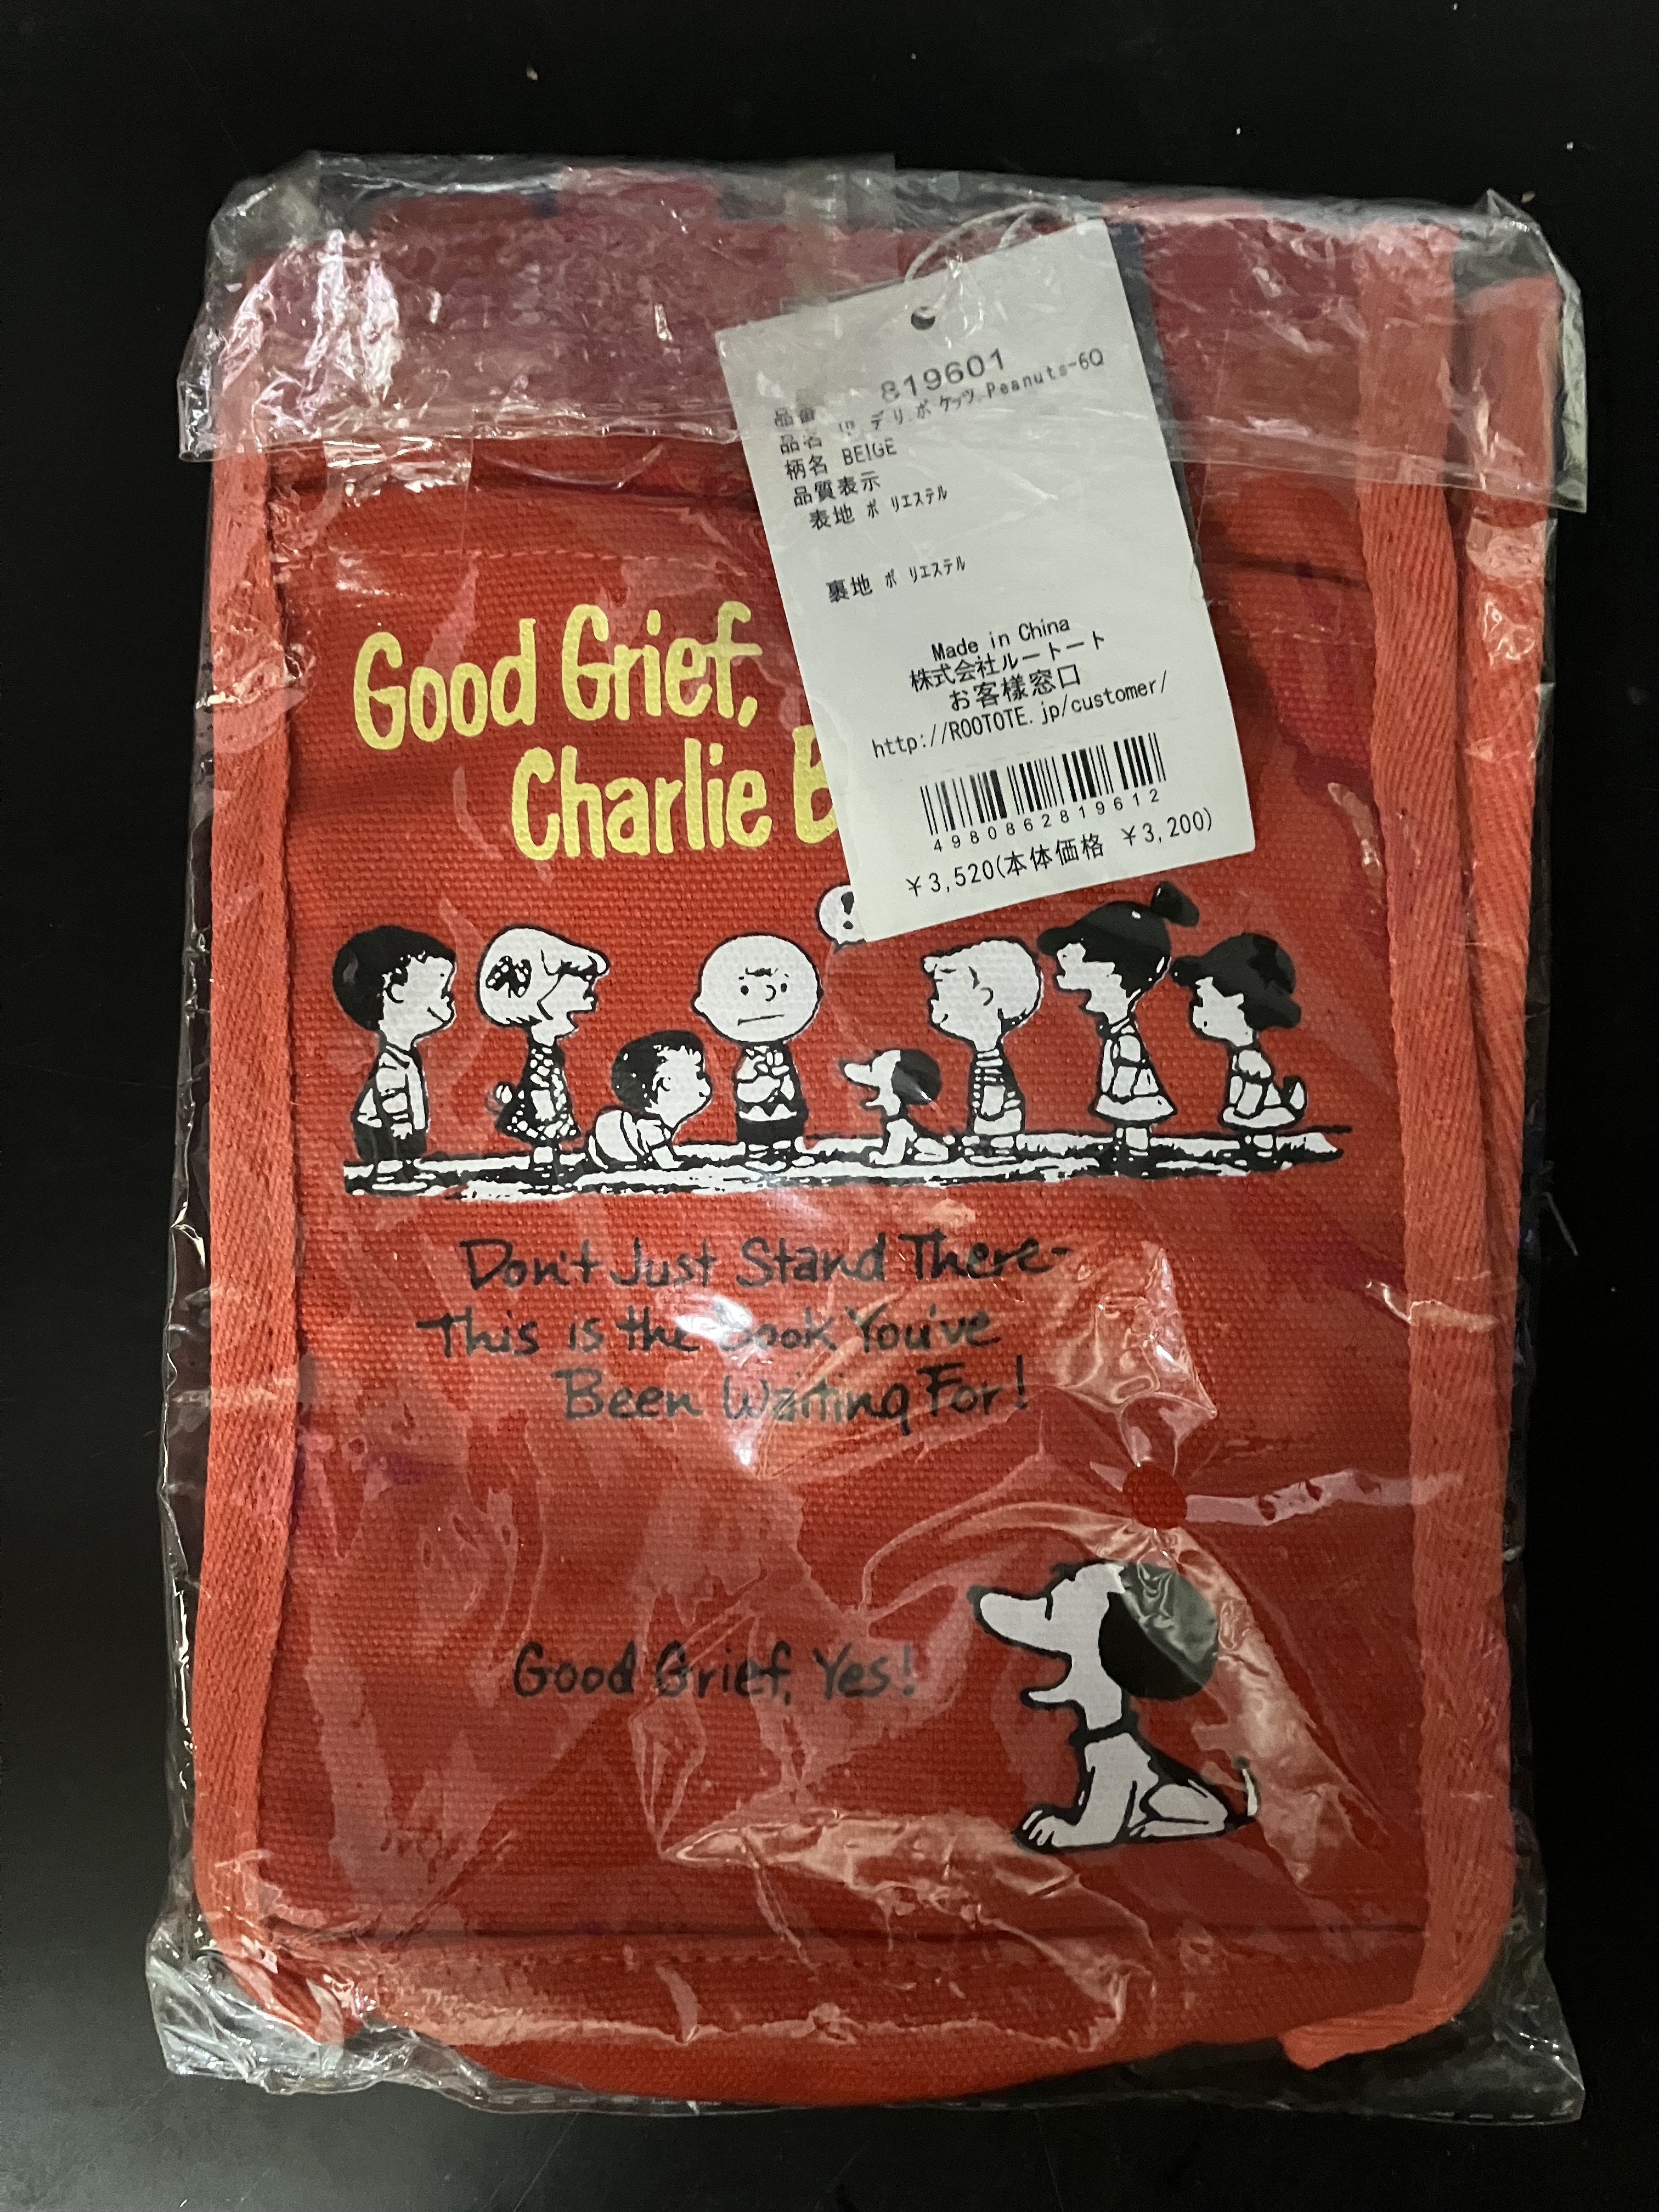 819601
品番
品名 IP.デリ.ポケッツ.Peanuts-6Q
柄名 BEIGE
品質表示
表地 ポリエステル
裏地 ポリエステル
Made in China
株式会社ルートート
お客様窓口
http://ROOTOTE.jp/customer/
4980862819612
¥3,520(本体価格 ¥3,200)
Good Grief,
Charlie B
Don't Just Stand There-
This is the Book You've
Been Waiting For!
Good Grief, Yes!